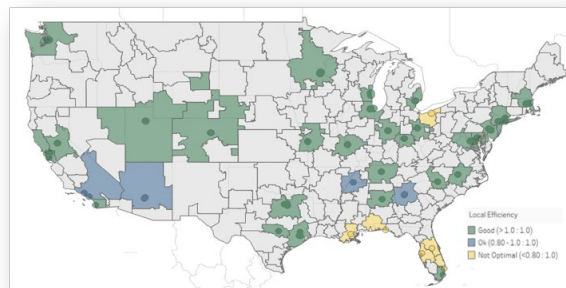 Local Efficiency
Good (> 1.0 : 1.0)
Ok (0.80 - 1.0 : 1.0)
Not Optimal (<0.80 : 1.0)